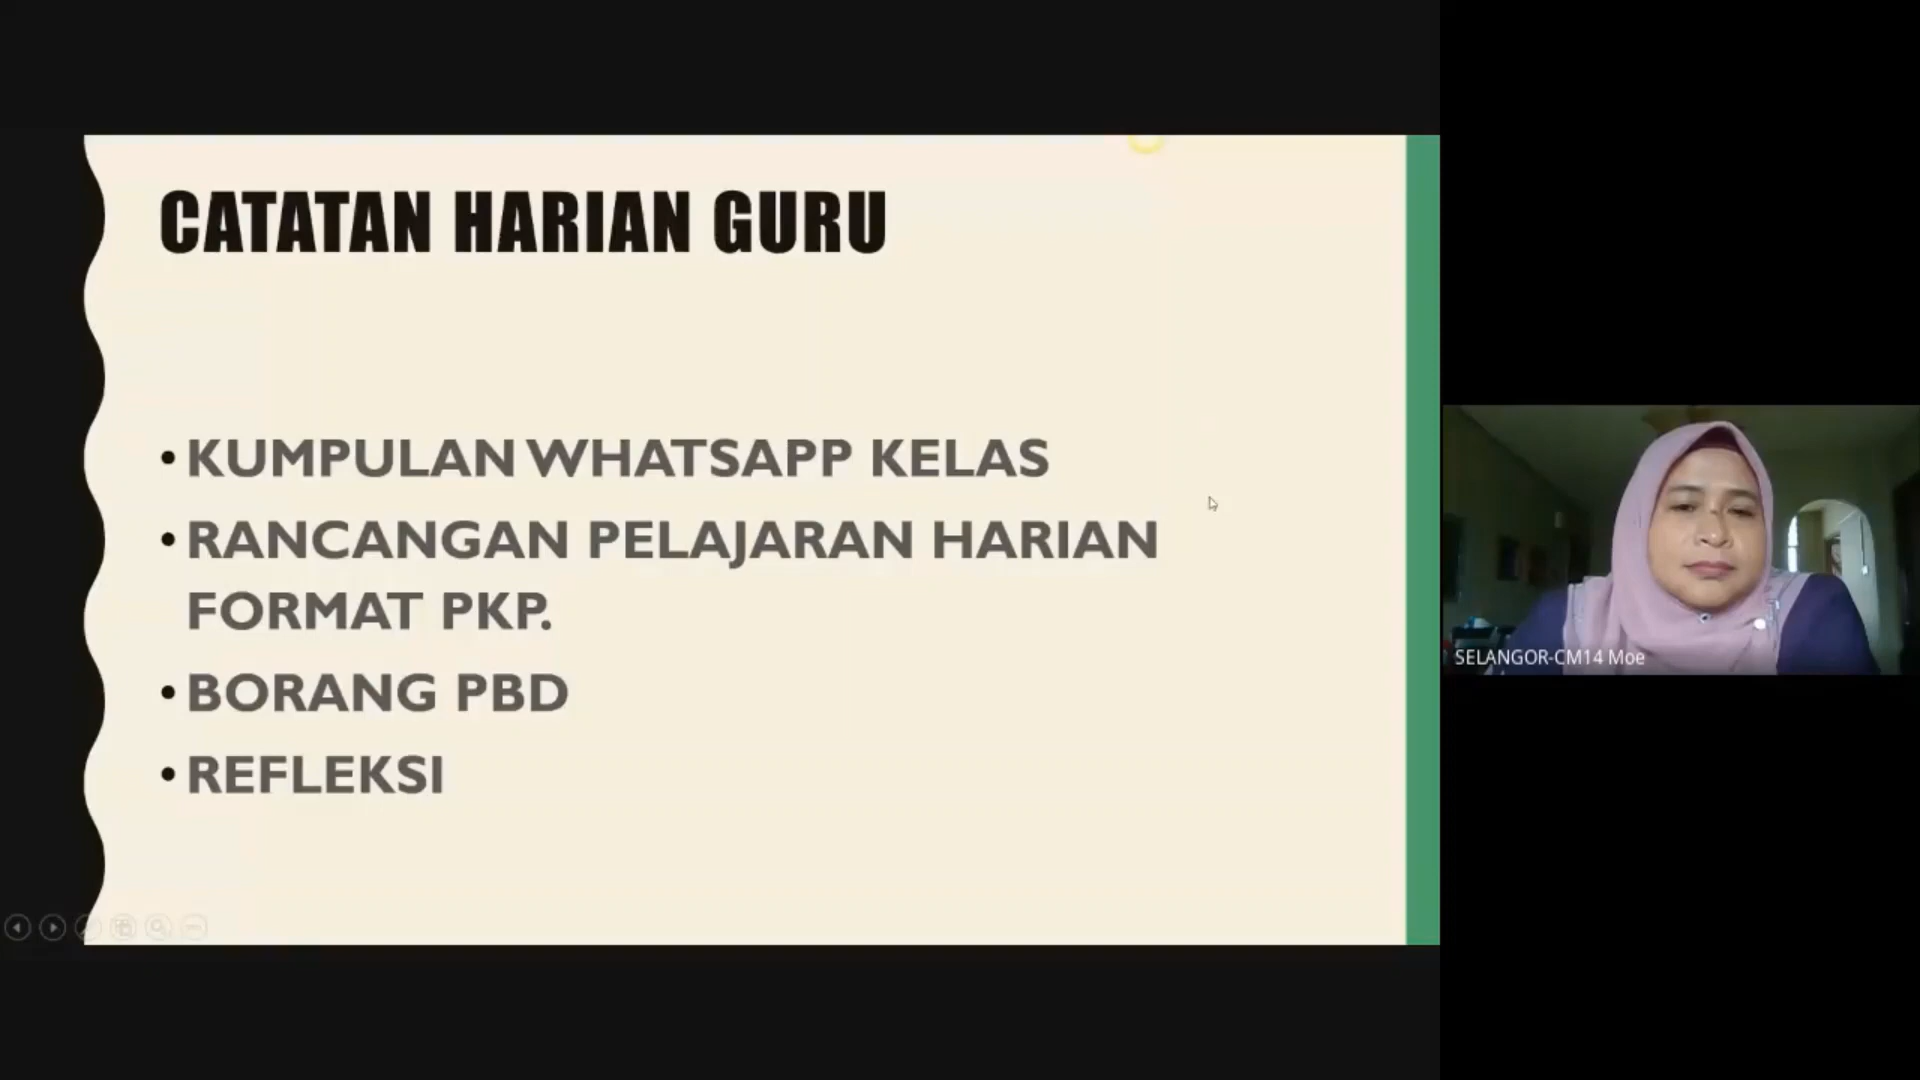 CATATAN HARIAN GURU
• KUMPULAN WHATSAPP KELAS
• RANCANGAN PELAJARAN HARIAN
FORMAT PKP.
• BORANG PBD
• REFLEKSI
SELANGOR-CM14 Moe